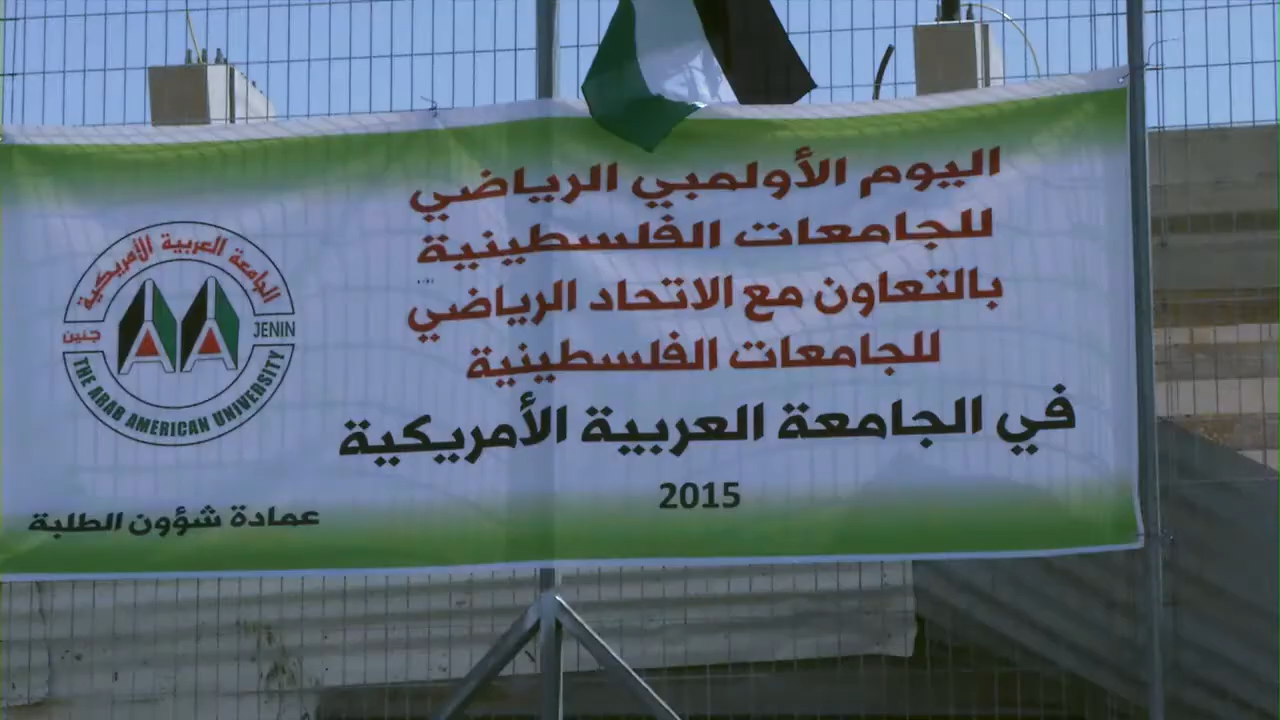 اليوم الأولمبي الرياضي
للجامعات الفلسطينية
بالتعاون مع الاتحاد الرياضي
للجامعات الفلسطينية
في الجامعة العربية الأمريكية
2015
الجامعة العربية الأمريكية
جنين
JENIN
THE ARAB AMERICAN UNIVERSITY
عمادة شؤون الطلبة